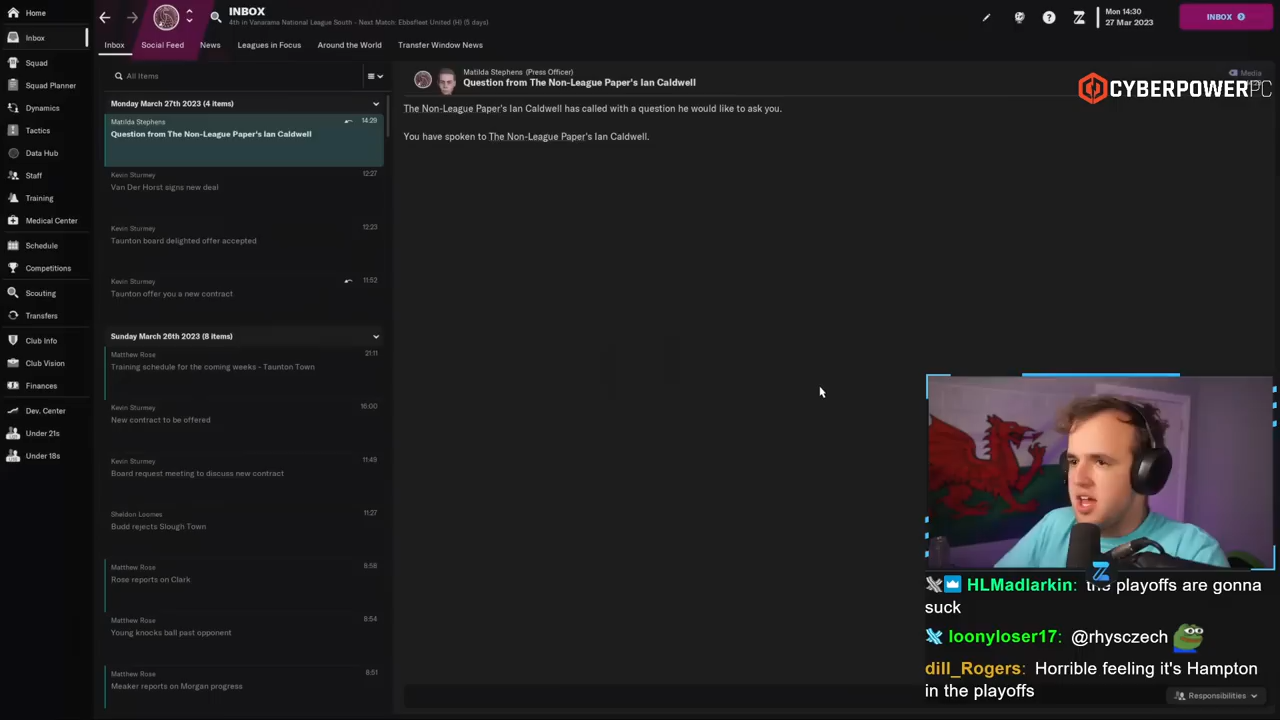 Home
Inbox
Squad
Squad Planner
Dynamics
Tactics
Data Hub
Staff
Training
Medical Center
Schedule
Competitions
Scouting
Transfers
Club Info
Club Vision
Finances
Dev. Center
Under 21s
Under 18s
INBOX
4th in Vanarama National League South - Next Match: Ebbsfleet United (H) (5 days)
Mon 14:30
27 Mar 2023
INBOX
Inbox
Social Feed
News
Leagues in Focus
Around the World
Transfer Window News
All Items
Monday March 27th 2023 (4 items)
Matilda Stephens
14:29
Question from The Non-League Paper's Ian Caldwell
Kevin Sturmey
12:27
Van Der Horst signs new deal
Kevin Sturmey
12:23
Taunton board delighted offer accepted
Kevin Sturmey
11:52
Taunton offer you a new contract
Sunday March 26th 2023 (8 items)
Matthew Rose
21:11
Training schedule for the coming weeks - Taunton Town
Kevin Sturmey
16:00
New contract to be offered
Kevin Sturmey
11:49
Board request meeting to discuss new contract
Sheldon Loomes
11:27
Budd rejects Slough Town
Matthew Rose
8:58
Rose reports on Clark
Matthew Rose
8:54
Young knocks ball past opponent
Matthew Rose
8:51
Meaker reports on Morgan progress
Matilda Stephens (Press Officer)
Question from The Non-League Paper's Ian Caldwell
Media
The Non-League Paper's Ian Caldwell has called with a question he would like to ask you.
You have spoken to The Non-League Paper's Ian Caldwell.
CYBERPOWERPC
HLMadlarkin: the playoffs are gonna
suck
loonyloser17: @rhysczech
dill_Rogers: Horrible feeling it's Hampton
in the playoffs
Responsibilities